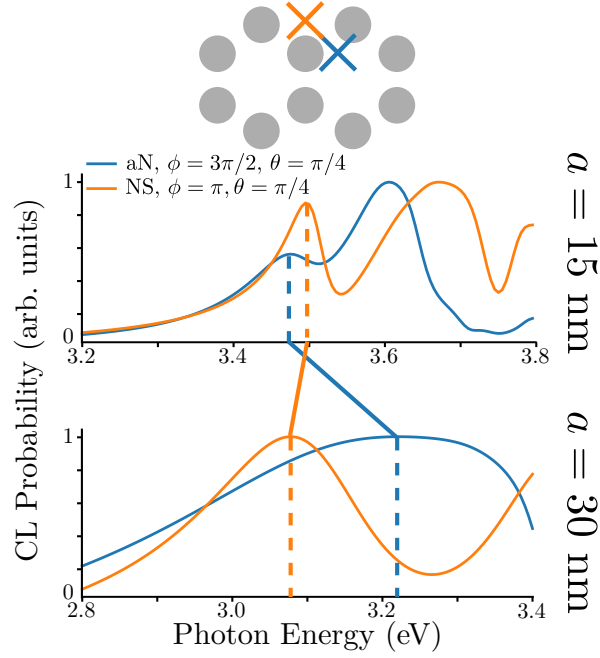 aN, ϕ = 3π/2, θ = π/4
NS, ϕ = π, θ = π/4
1
0
3.2 3.4 3.6 3.8
a = 15 nm
CL Probability (arb. units)
1
0
2.8 3.0 3.2 3.4
a = 30 nm
Photon Energy (eV)